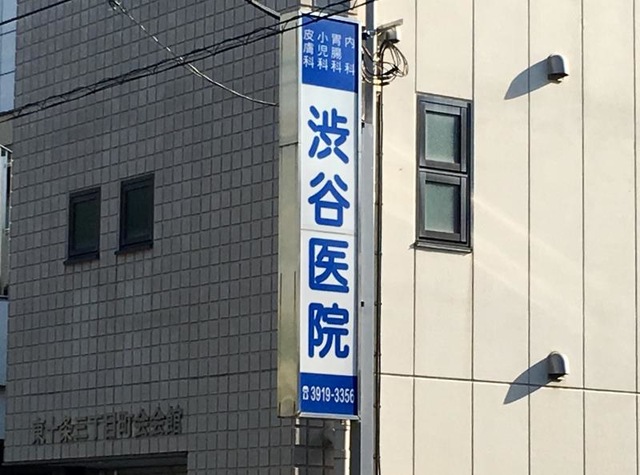 内科
胃腸科
小児科
皮膚科
渋谷医院
☎3919-3356
東十条三丁目町会会館